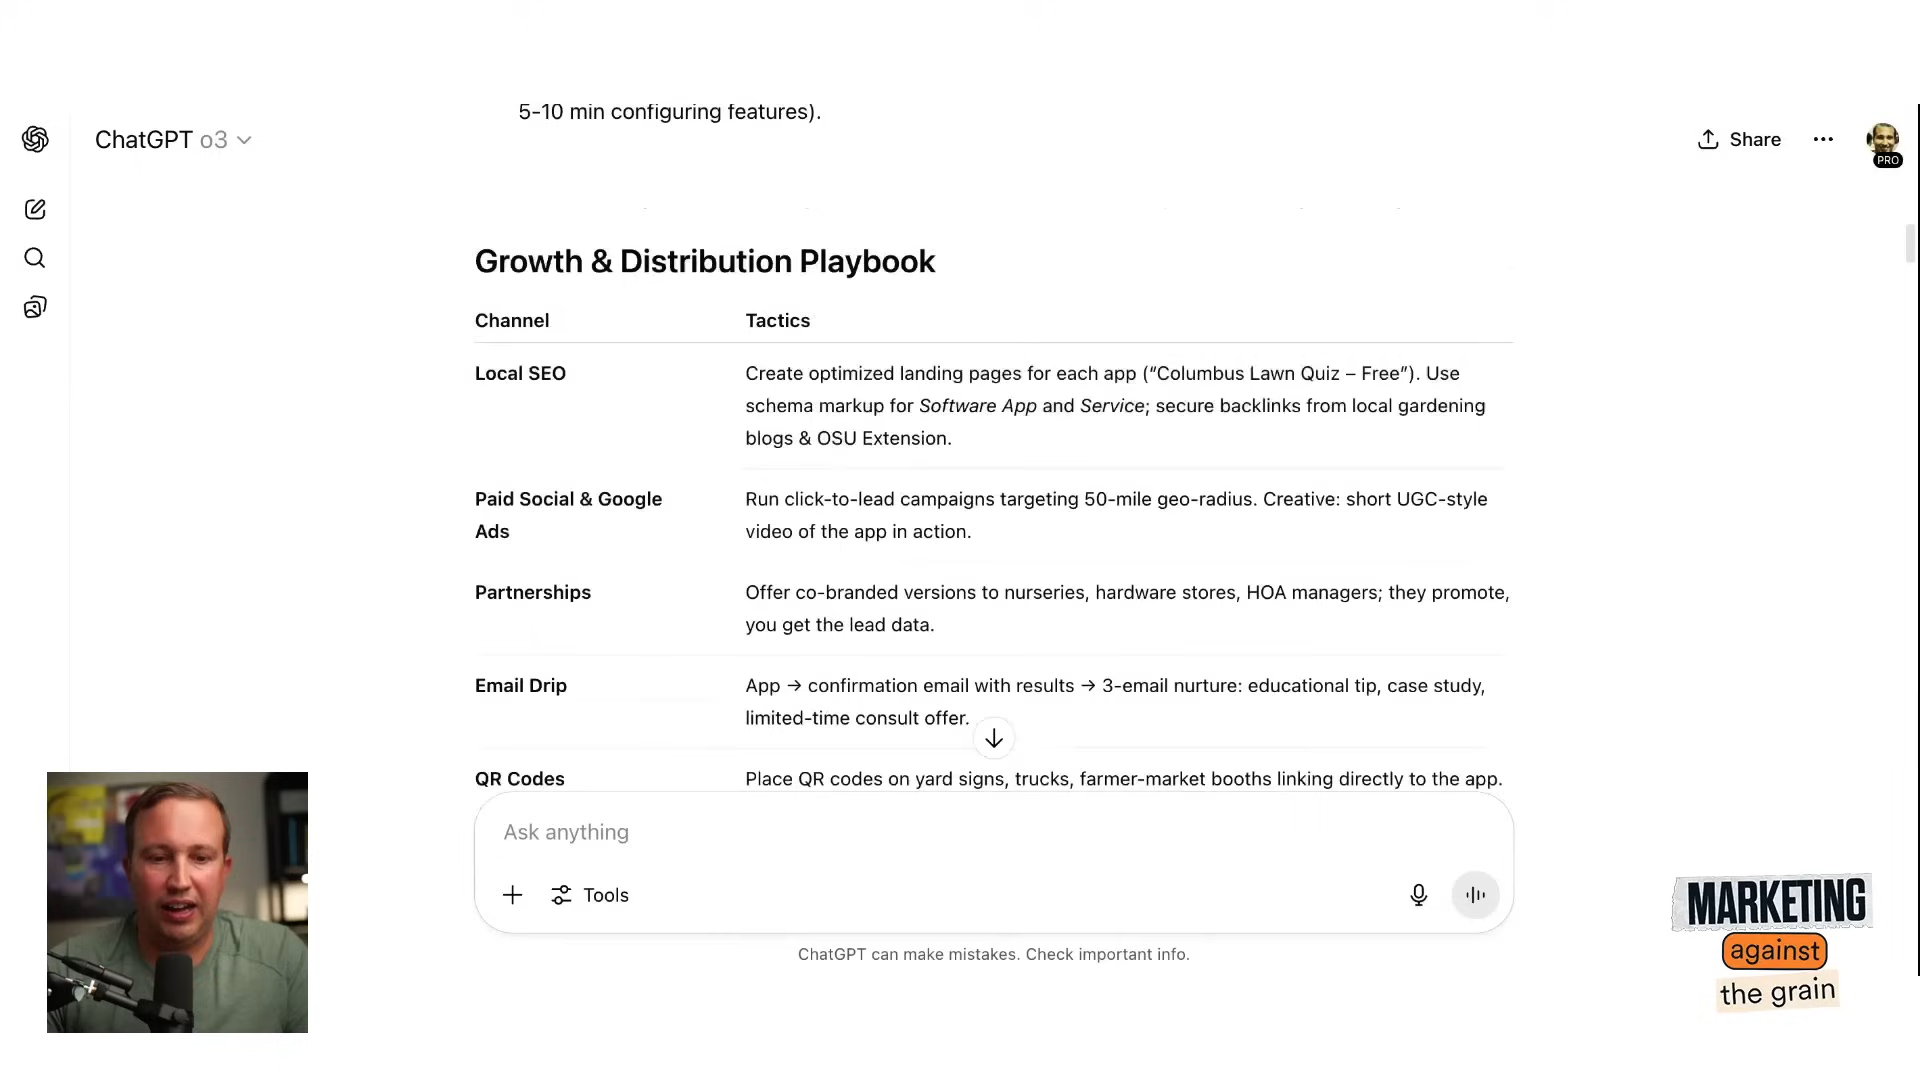 5-10 min configuring features).
ChatGPT o3
Share
PRO
Growth & Distribution Playbook
Channel
Tactics
Local SEO
Create optimized landing pages for each app (“Columbus Lawn Quiz – Free”). Use
schema markup for Software App and Service; secure backlinks from local gardening
blogs & OSU Extension.
Paid Social & Google
Ads
Run click-to-lead campaigns targeting 50-mile geo-radius. Creative: short UGC-style
video of the app in action.
Partnerships
Offer co-branded versions to nurseries, hardware stores, HOA managers; they promote,
you get the lead data.
Email Drip
App → confirmation email with results → 3-email nurture: educational tip, case study,
limited-time consult offer.
QR Codes
Place QR codes on yard signs, trucks, farmer-market booths linking directly to the app.
Ask anything
Tools
ChatGPT can make mistakes. Check important info.
MARKETING
against
the grain